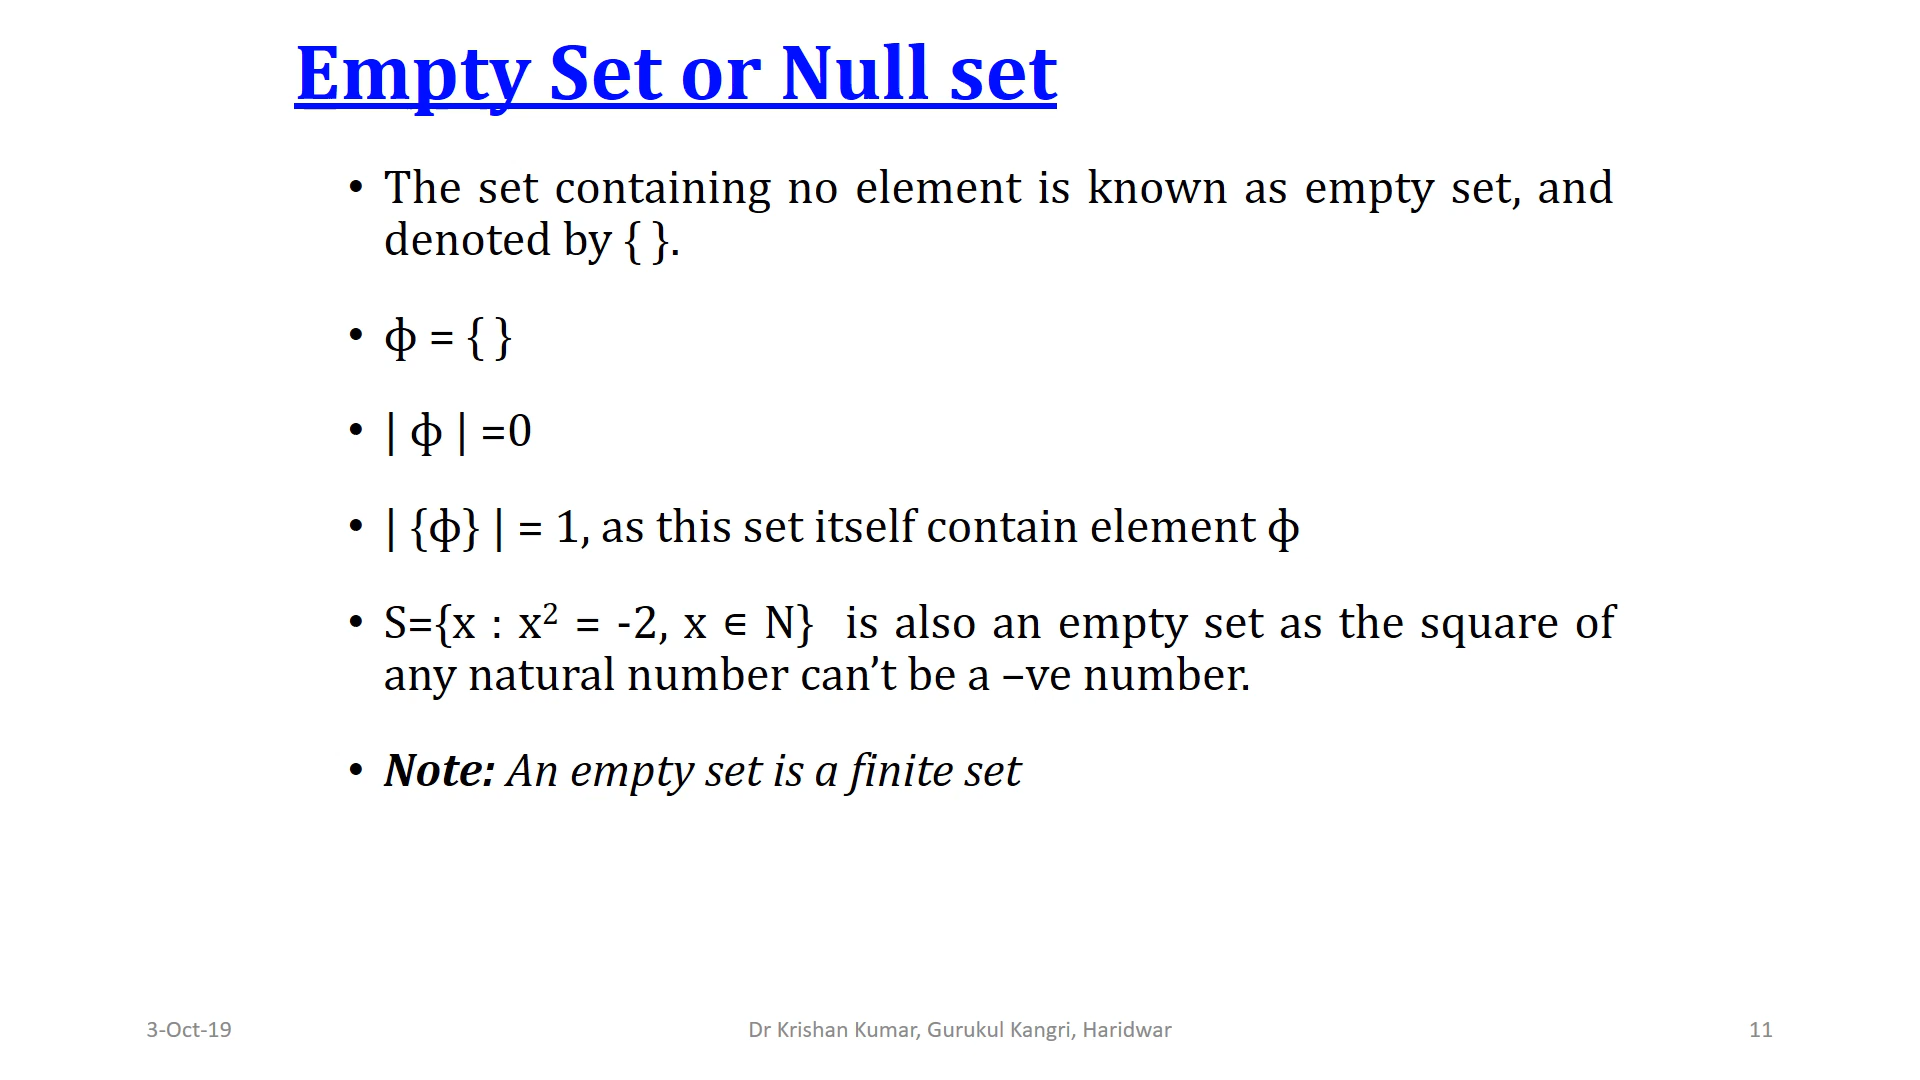 Empty Set or Null set
• The set containing no element is known as empty set, and
denoted by { }.
• ф = { }
• | ф | =0
• | {ф} | = 1, as this set itself contain element ф
• S={x : x² = -2, x ∈ N} is also an empty set as the square of
any natural number can’t be a –ve number.
• Note: An empty set is a finite set
3-Oct-19
Dr Krishan Kumar, Gurukul Kangri, Haridwar
11